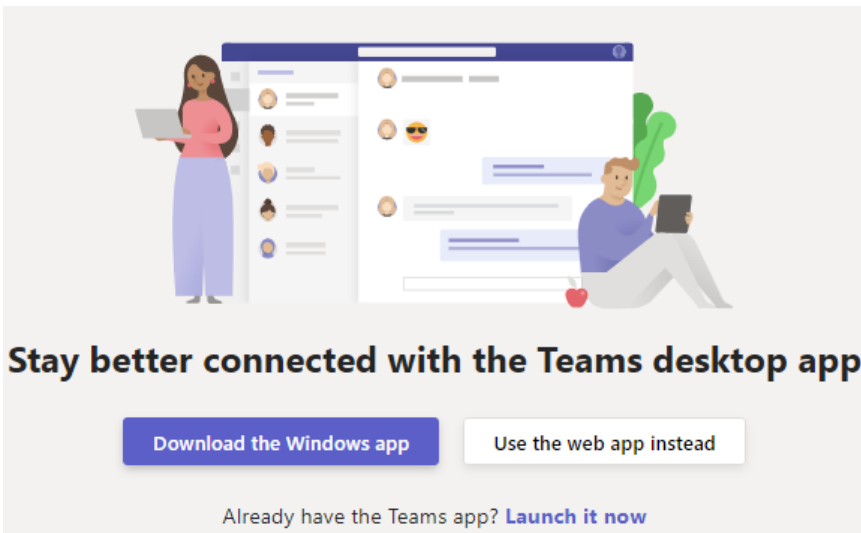 Stay better connected with the Teams desktop app
Download the Windows app
Use the web app instead
Already have the Teams app? Launch it now